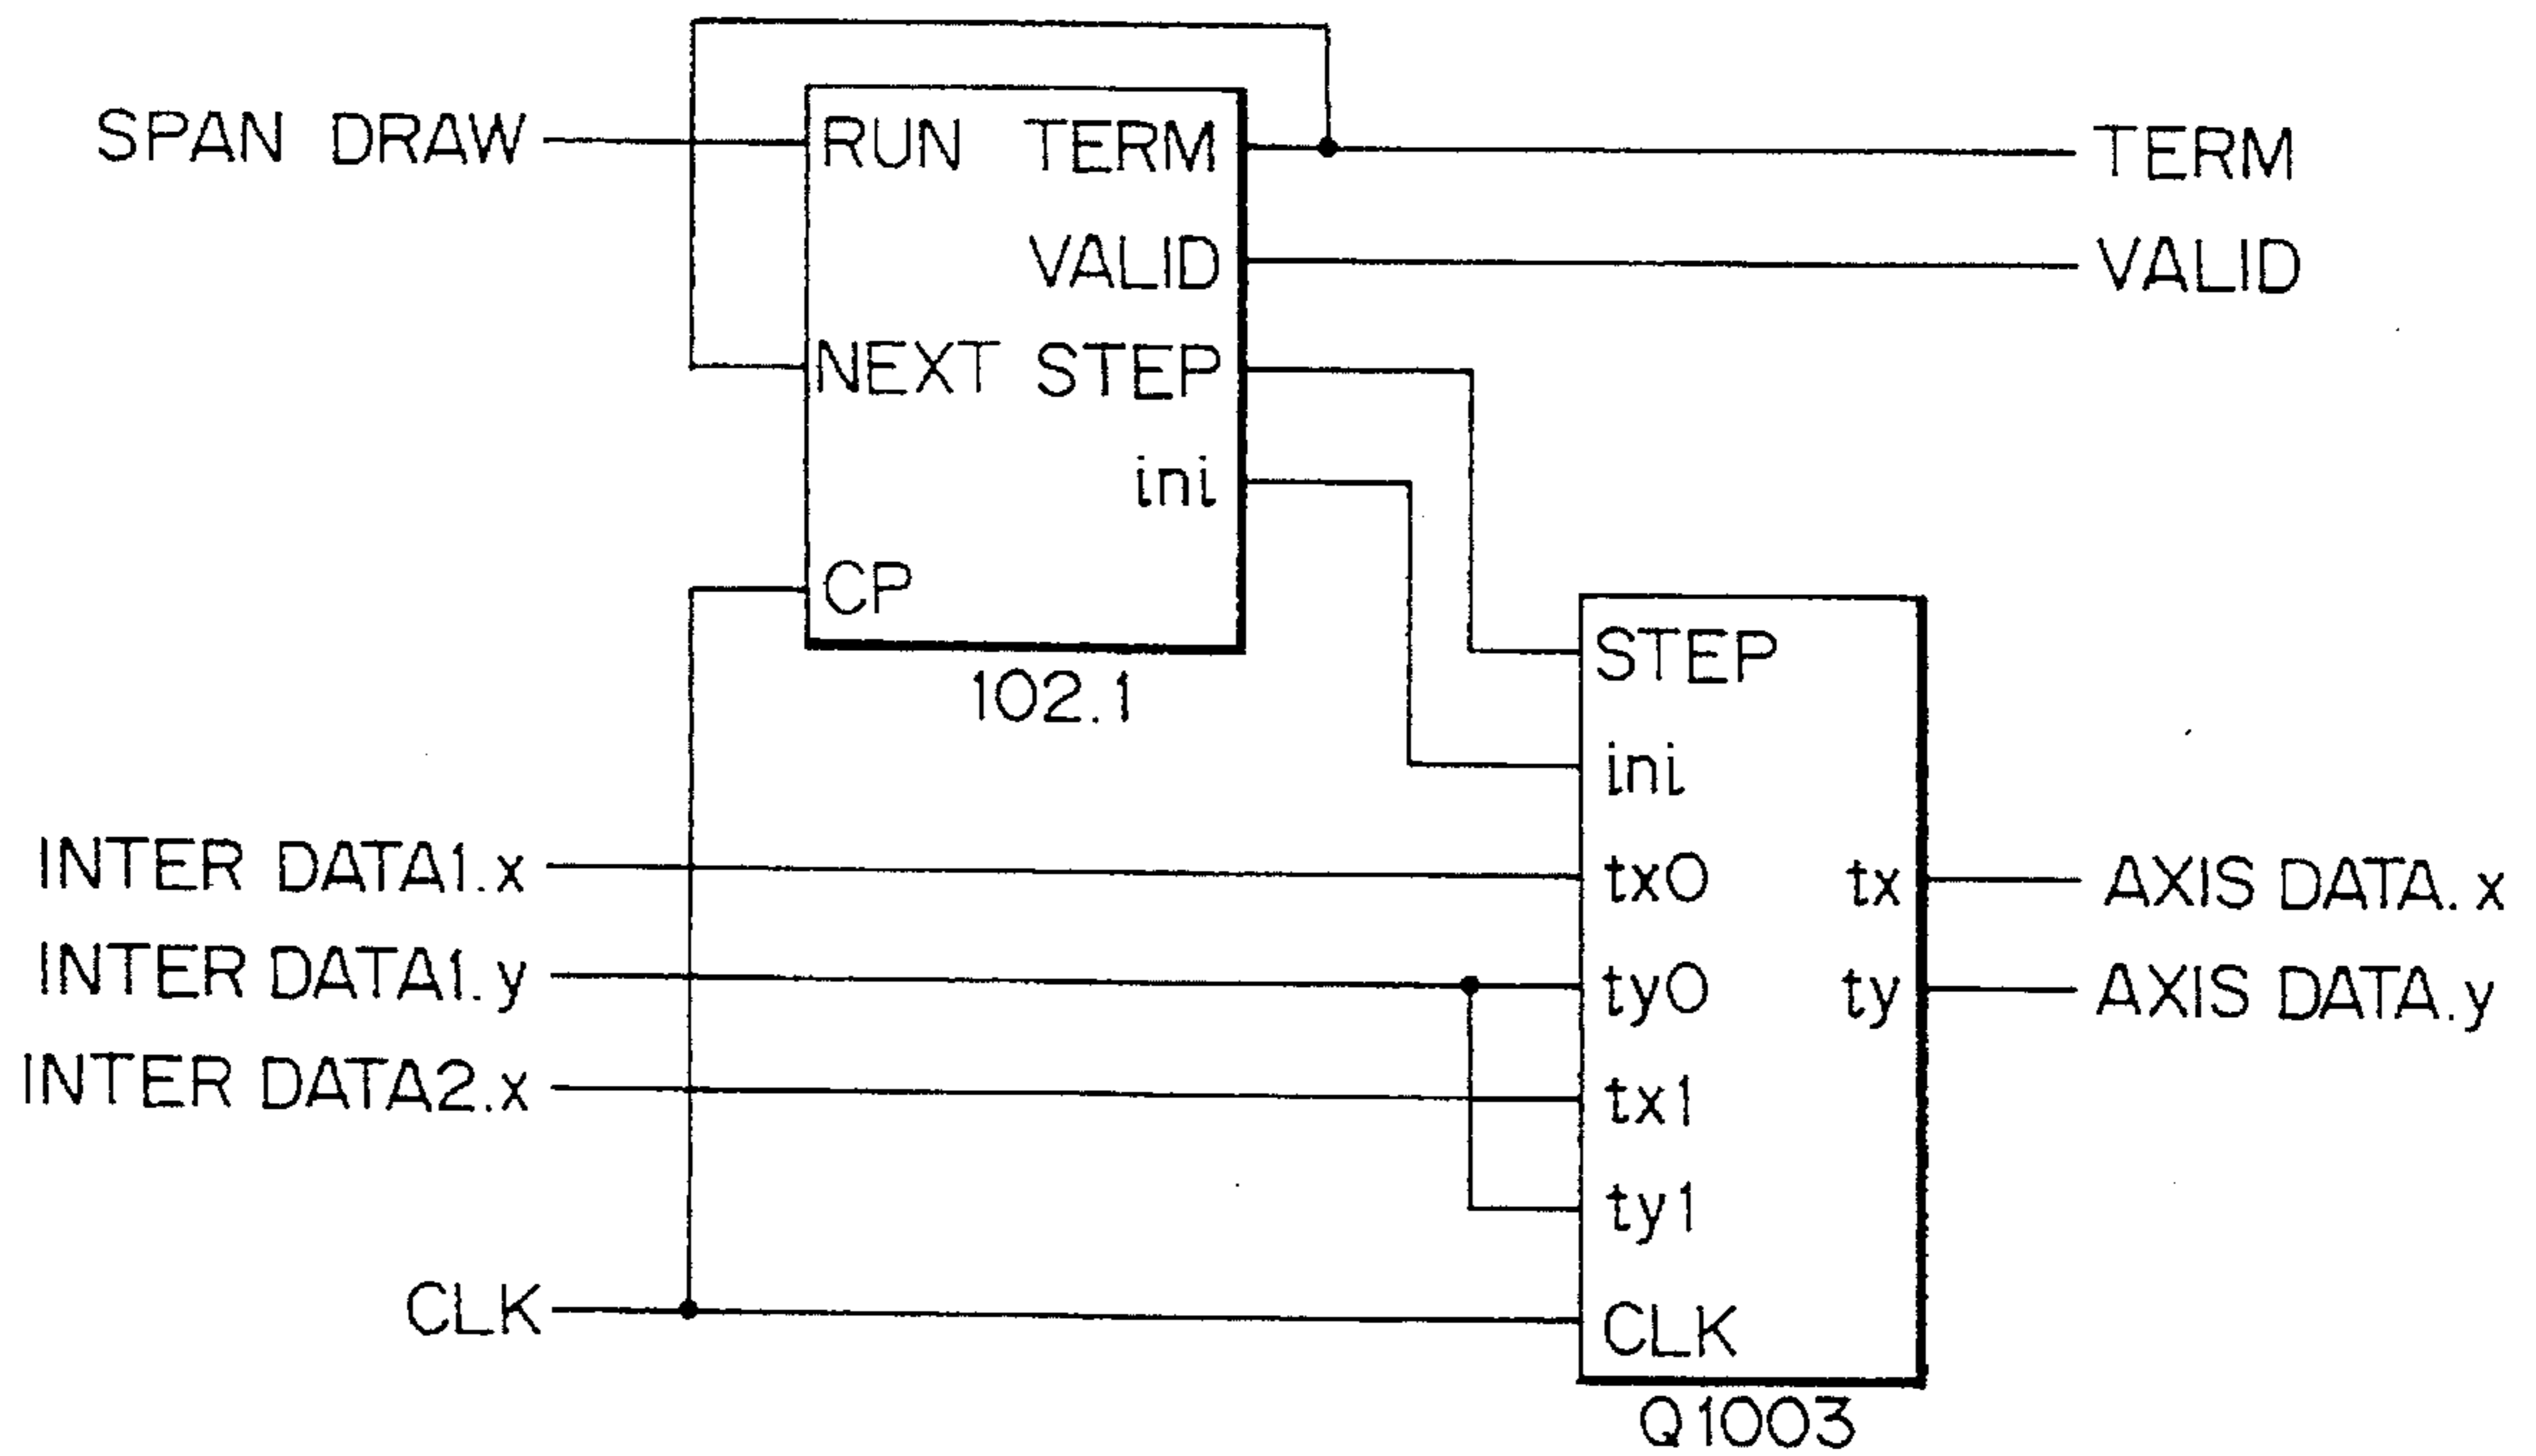 SPAN DRAW
RUN TERM
TERM
VALID
VALID
NEXT STEP
ini
CP
102.1
STEP
ini
INTER DATA1.x
tx0
tx
AXIS DATA.x
INTER DATA1.y
ty0
ty
AXIS DATA.y
INTER DATA2.x
tx1
ty1
CLK
CLK
Q1003